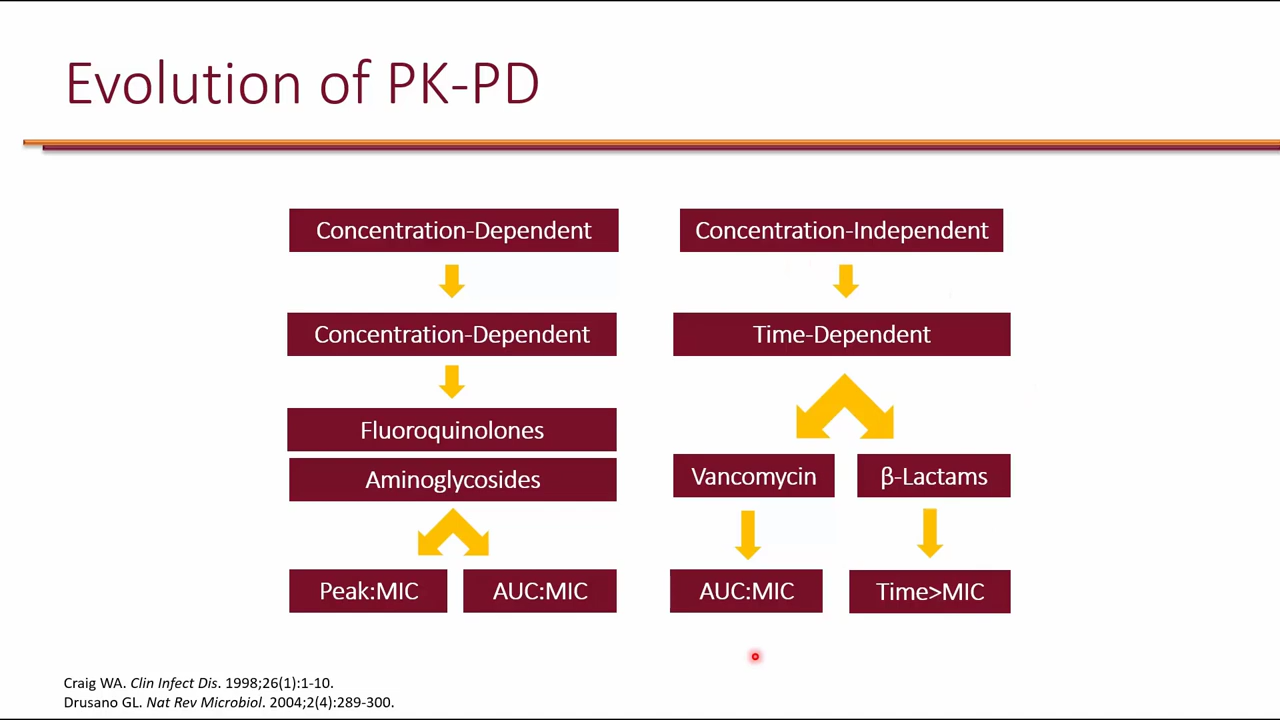 Evolution of PK-PD
Concentration-Dependent
Concentration-Independent
Concentration-Dependent
Time-Dependent
Fluoroquinolones
Aminoglycosides
Vancomycin
β-Lactams
Peak:MIC
AUC:MIC
AUC:MIC
Time>MIC
Craig WA. Clin Infect Dis. 1998;26(1):1-10.
Drusano GL. Nat Rev Microbiol. 2004;2(4):289-300.